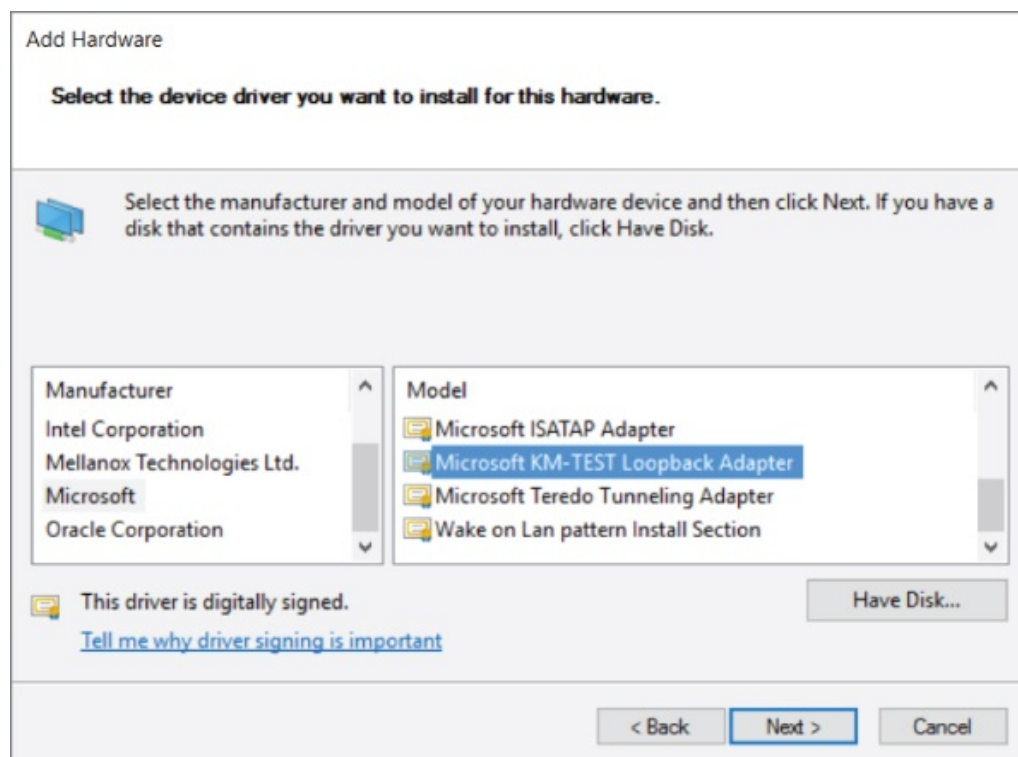 Add Hardware
Select the device driver you want to install for this hardware.
Select the manufacturer and model of your hardware device and then click Next. If you have a
disk that contains the driver you want to install, click Have Disk.
Manufacturer
Intel Corporation
Mellanox Technologies Ltd.
Microsoft
Oracle Corporation
Model
Microsoft ISATAP Adapter
Microsoft KM-TEST Loopback Adapter
Microsoft Teredo Tunneling Adapter
Wake on Lan pattern Install Section
This driver is digitally signed.
Tell me why driver signing is important
Have Disk...
< Back
Next >
Cancel